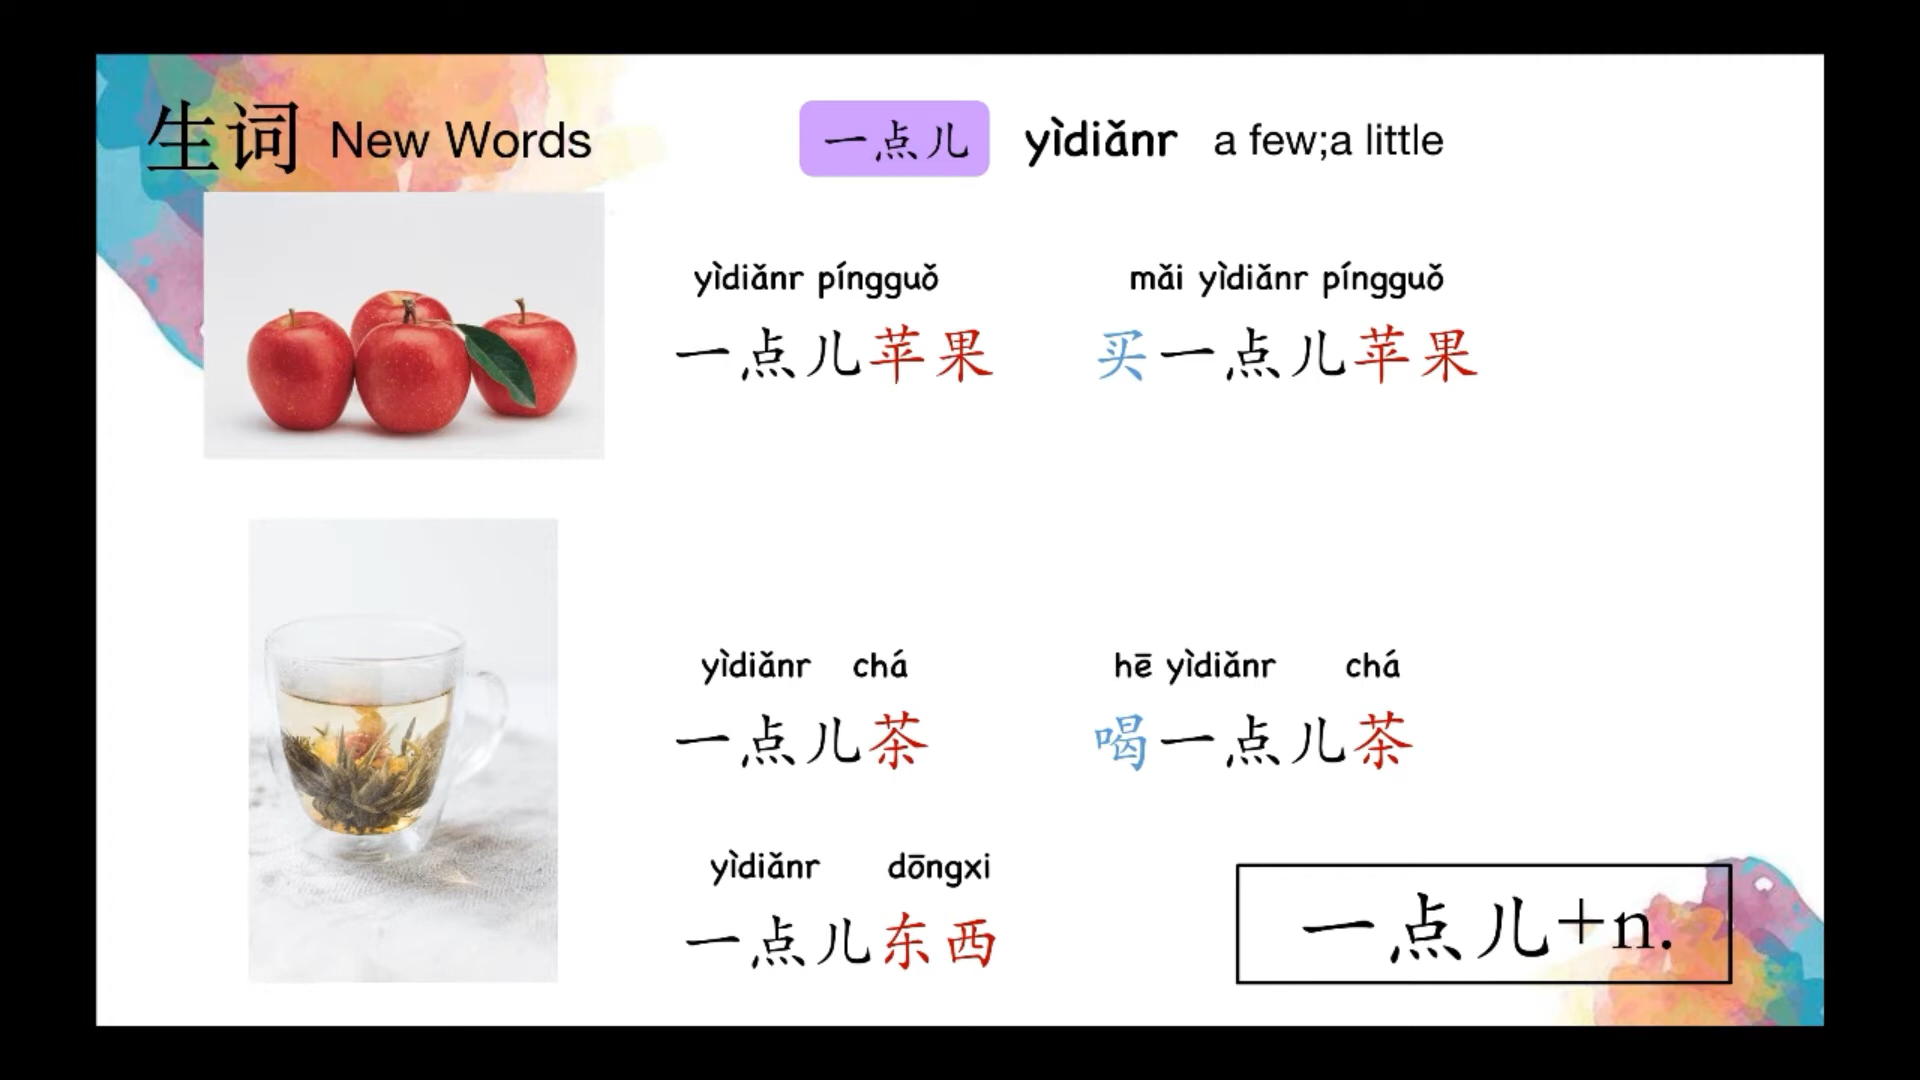 生词 New Words
一点儿 yìdiǎnr a few;a little
yìdiǎnr píngguǒ
一点儿苹果
mǎi yìdiǎnr píngguǒ
买一点儿苹果
yìdiǎnr chá
一点儿茶
hē yìdiǎnr chá
喝一点儿茶
yìdiǎnr dōngxi
一点儿东西
一点儿+n.